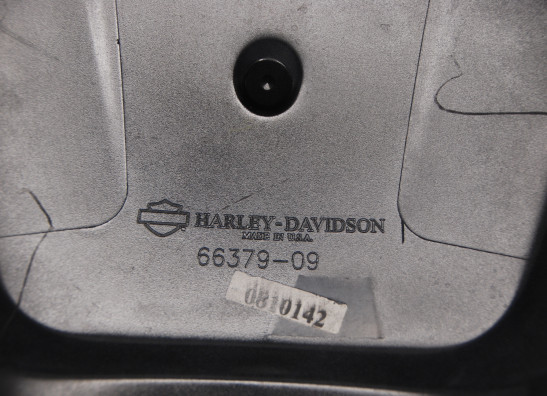 HARLEY-DAVIDSON
MADE IN U.S.A.
66379-09
0810142